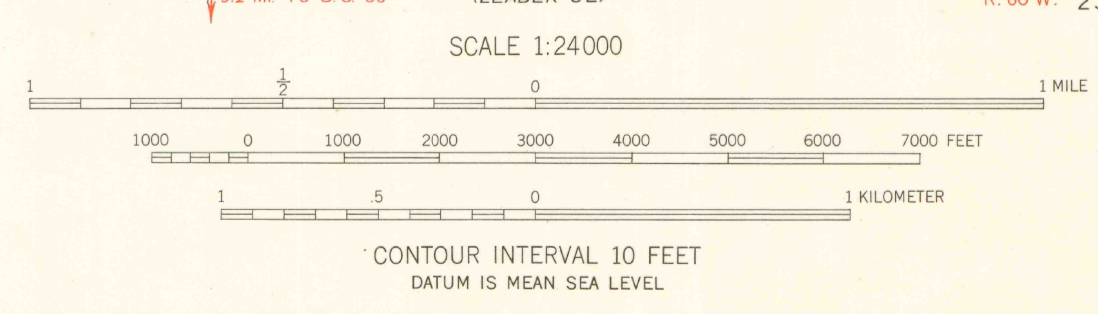 SCALE 1:24000
1 1/2 0 1 MILE
1000 0 1000 2000 3000 4000 5000 6000 7000 FEET
1 .5 0 1 KILOMETER
CONTOUR INTERVAL 10 FEET
DATUM IS MEAN SEA LEVEL